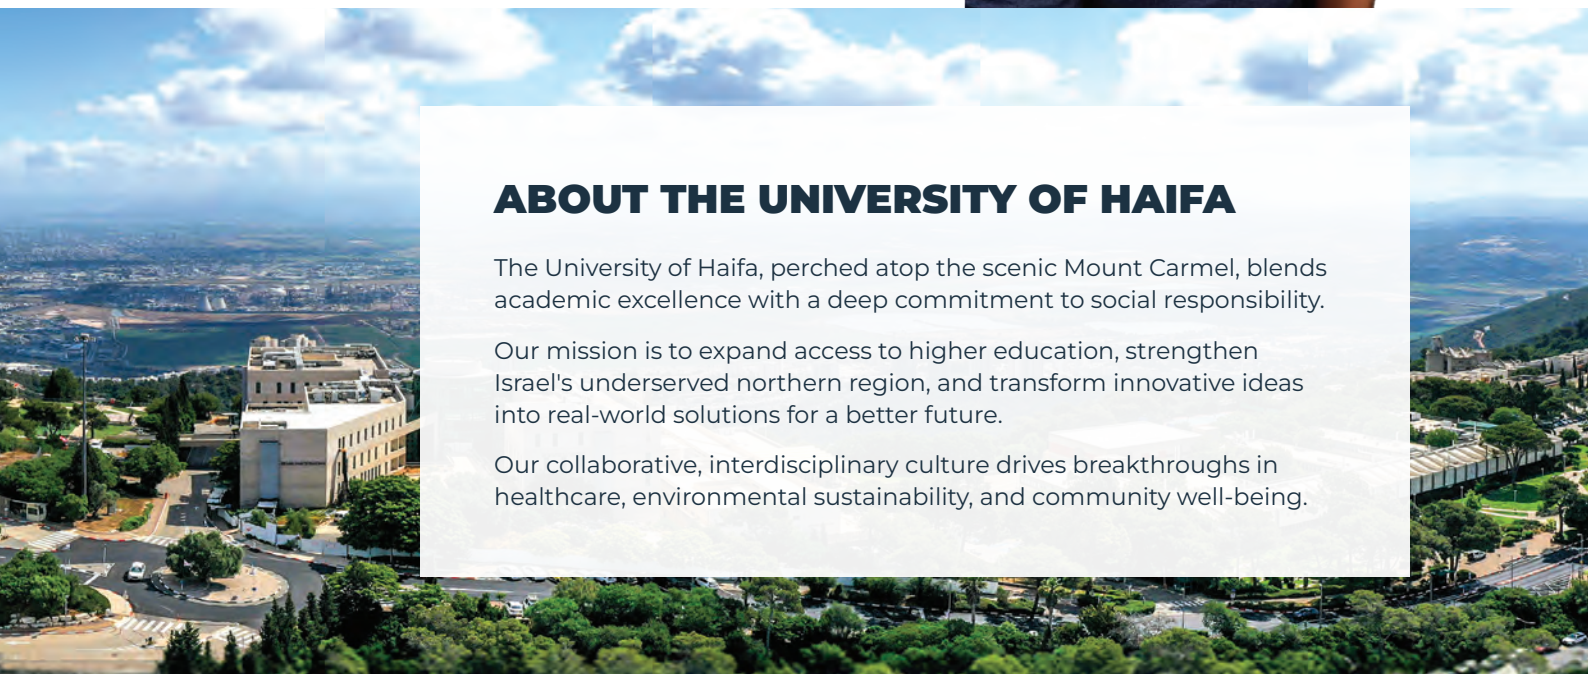 ABOUT THE UNIVERSITY OF HAIFA
The University of Haifa, perched atop the scenic Mount Carmel, blends
academic excellence with a deep commitment to social responsibility.
Our mission is to expand access to higher education, strengthen
Israel's underserved northern region, and transform innovative ideas
into real-world solutions for a better future.
Our collaborative, interdisciplinary culture drives breakthroughs in
healthcare, environmental sustainability, and community well-being.